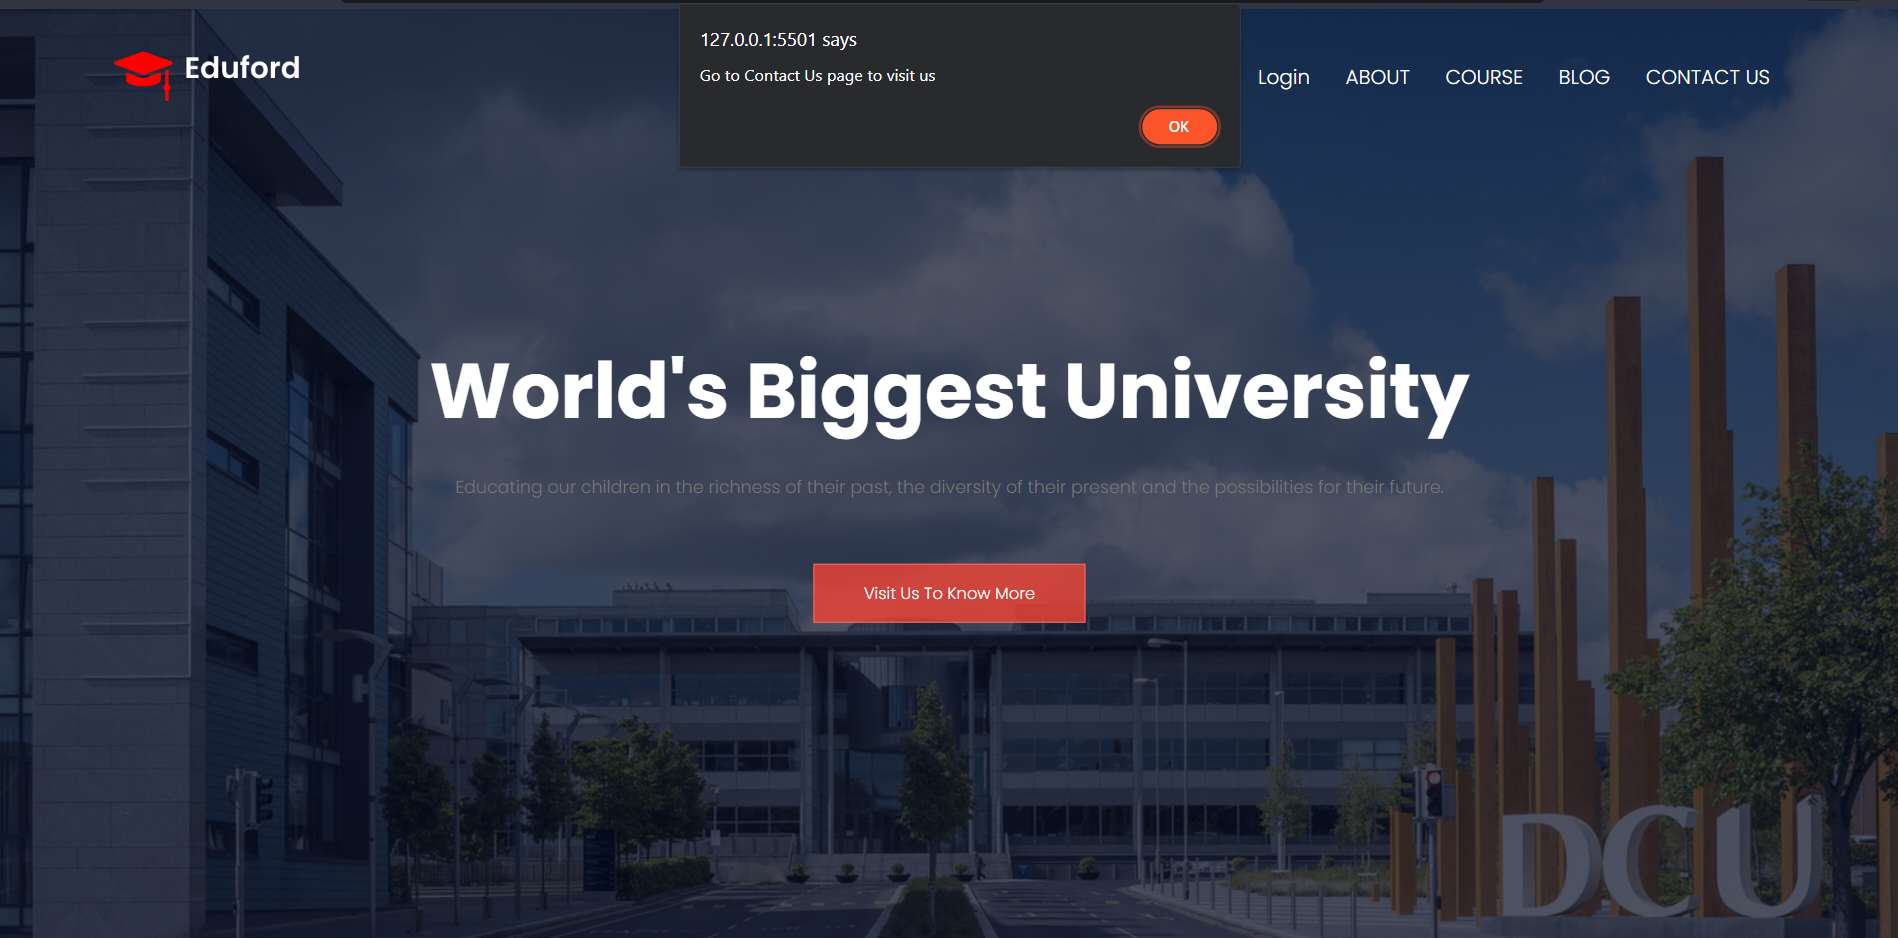 127.0.0.1:5501 says
Go to Contact Us page to visit us
OK
Eduford
Login ABOUT COURSE BLOG CONTACT US
World's Biggest University
Educating our children in the richness of their past, the diversity of their present and the possibilities for their future.
Visit Us To Know More
DCU